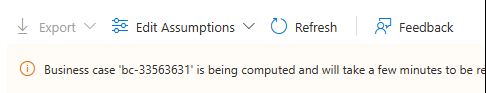 Export Edit Assumptions Refresh Feedback
Business case 'bc-33563631' is being computed and will take a few minutes to be